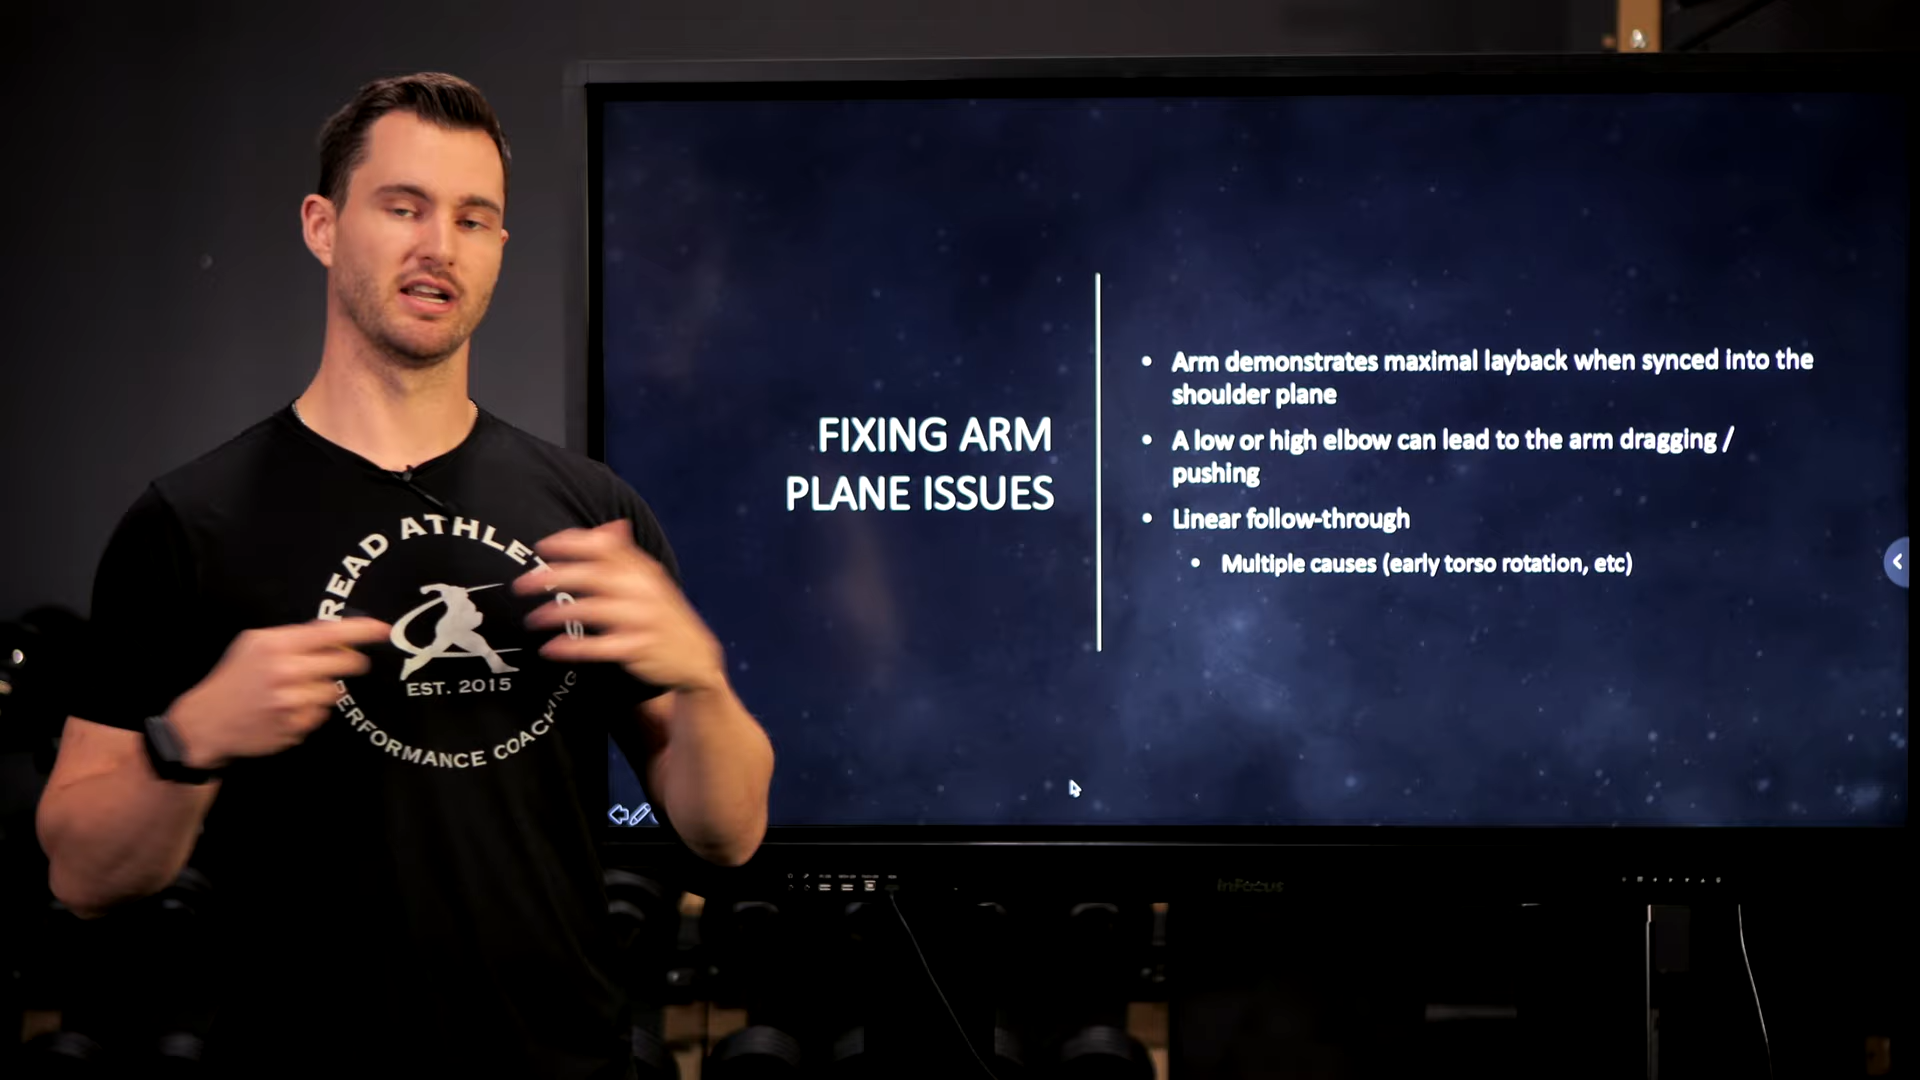 FIXING ARM
PLANE ISSUES
• Arm demonstrates maximal layback when synced into the
shoulder plane
• A low or high elbow can lead to the arm dragging /
pushing
• Linear follow-through
• Multiple causes (early torso rotation, etc)
READ ATHLET
EST. 2015
PERFORMANCE COACHING
InFocus